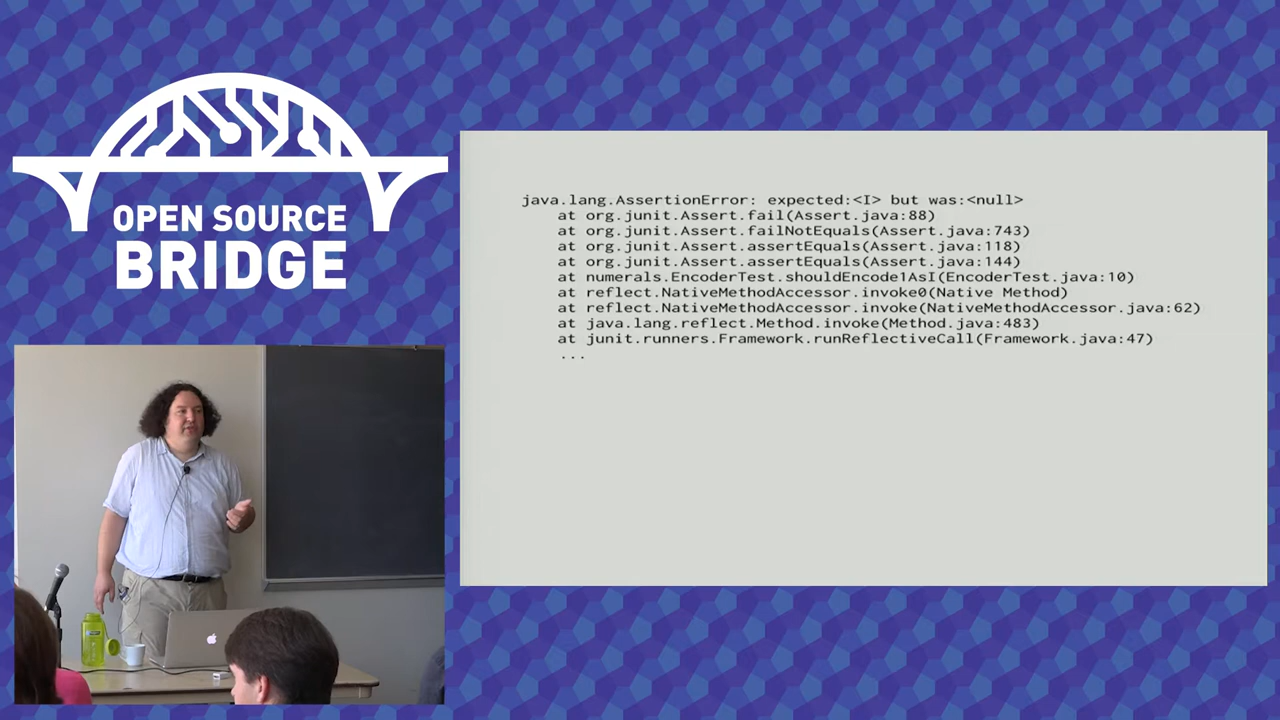 OPEN SOURCE
BRIDGE
java.lang.AssertionError: expected:<I> but was:<null>
at org.junit.Assert.fail(Assert.java:88)
at org.junit.Assert.failNotEquals(Assert.java:743)
at org.junit.Assert.assertEquals(Assert.java:118)
at org.junit.Assert.assertEquals(Assert.java:144)
at numerals.EncoderTest.shouldEncode1AsI(EncoderTest.java:10)
at reflect.NativeMethodAccessor.invoke0(Native Method)
at reflect.NativeMethodAccessor.invoke(NativeMethodAccessor.java:62)
at java.lang.reflect.Method.invoke(Method.java:483)
at junit.runners.Framework.runReflectiveCall(Framework.java:47)
...